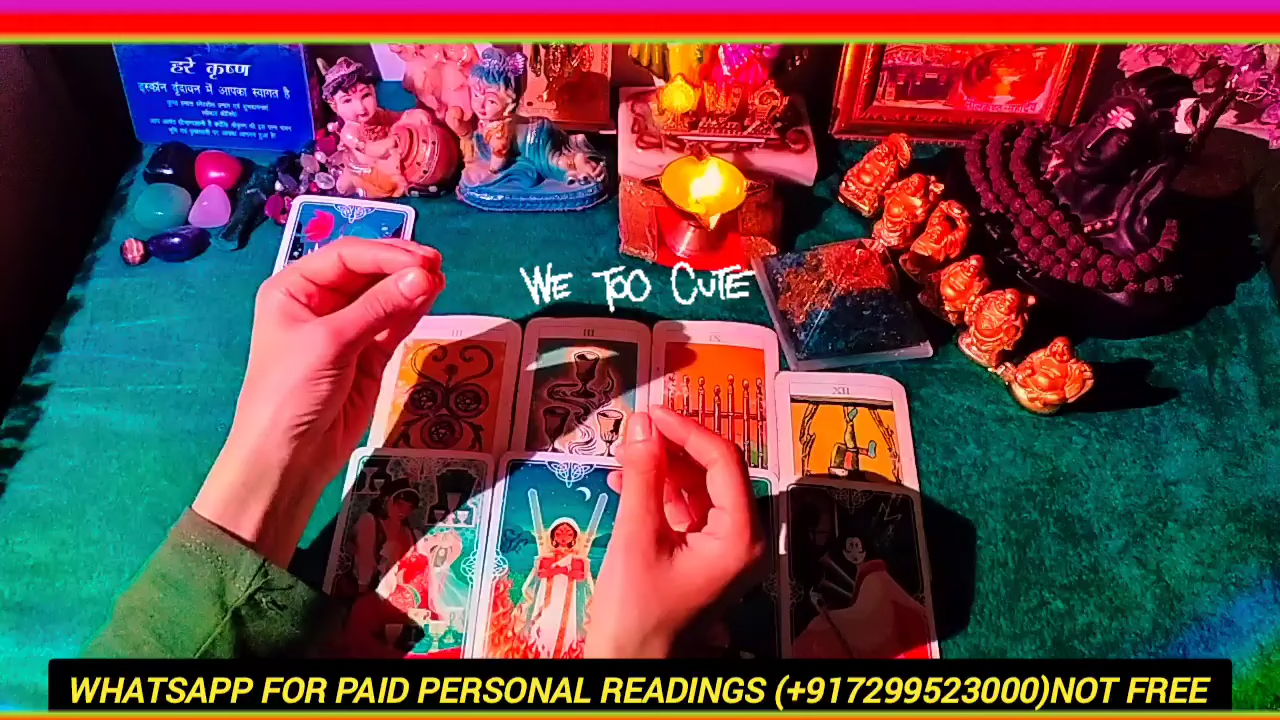 हरे कृष्ण
इस्कॉन वृंदावन में आपका स्वागत है
WE TOO CUTE
III
III
IX
XII
WHATSAPP FOR PAID PERSONAL READINGS (+917299523000)NOT FREE